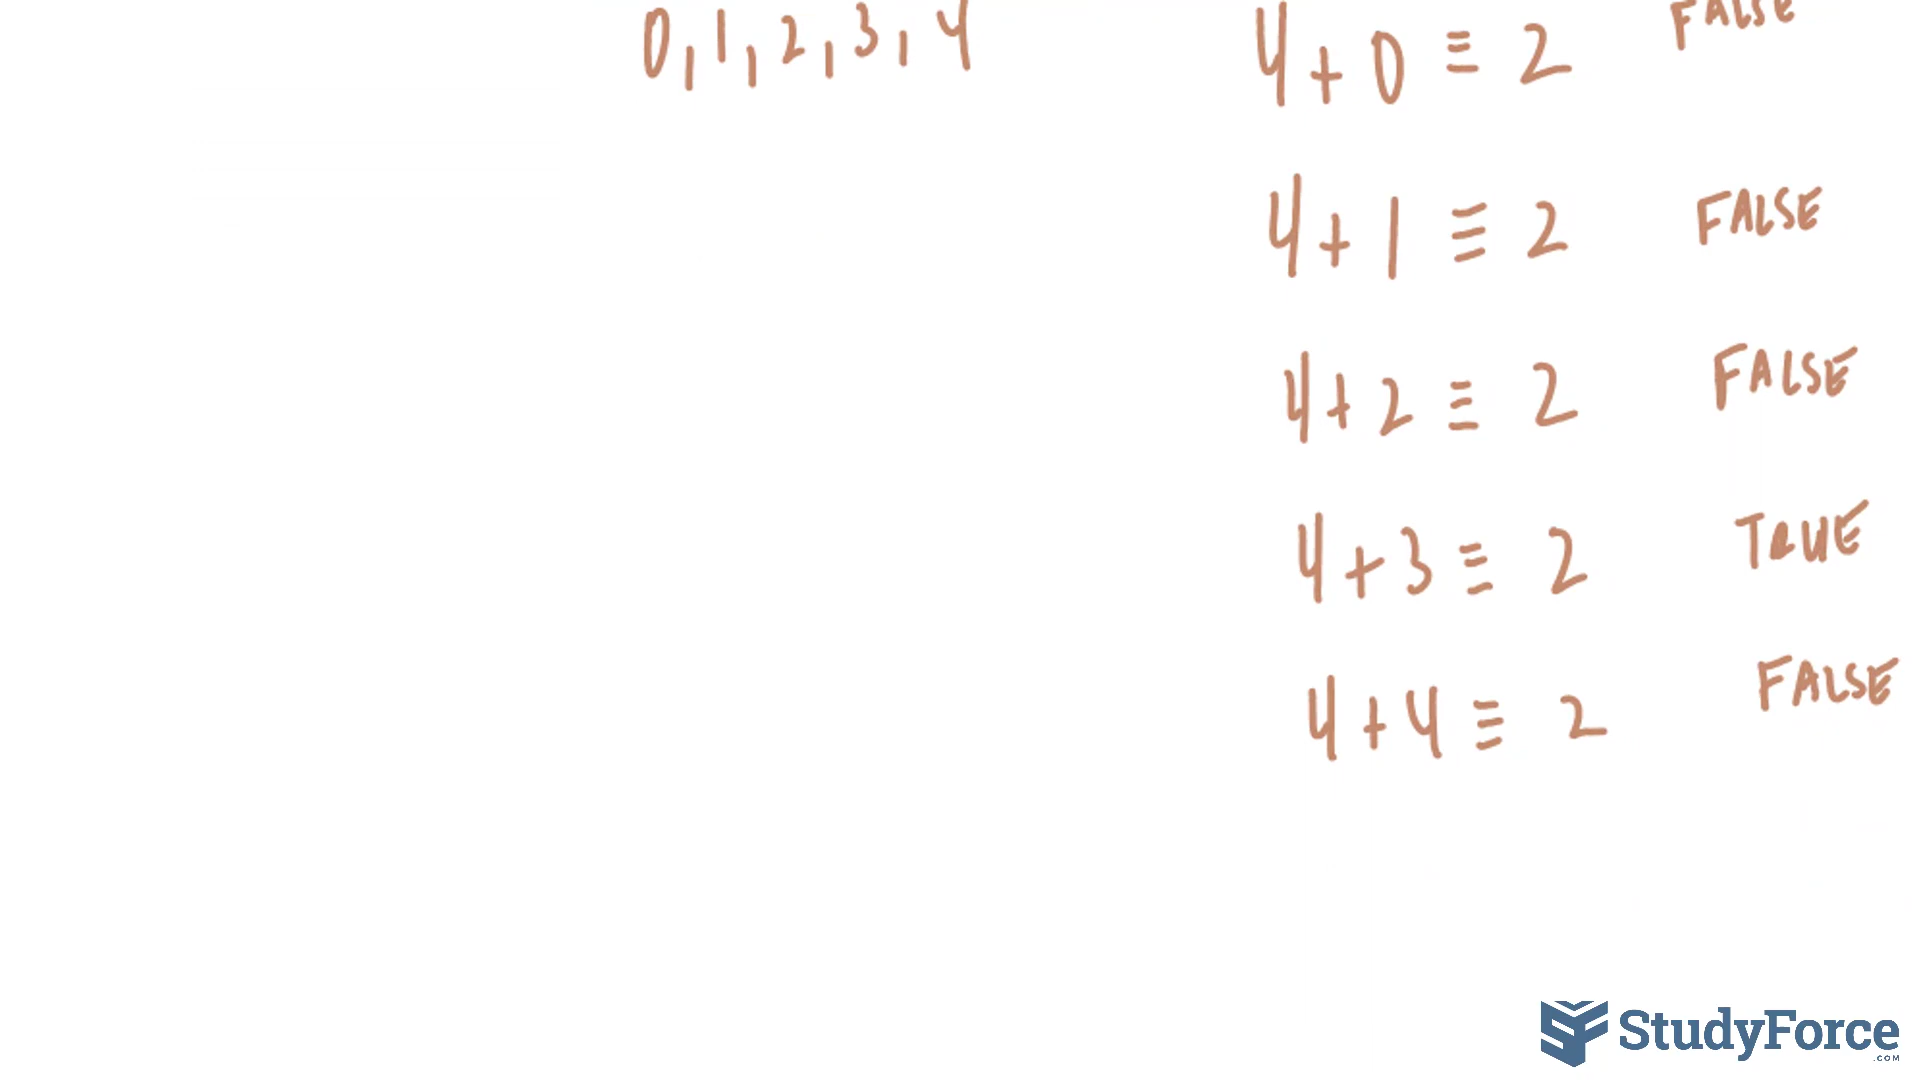 0, 1, 2, 3, 4
4 + 0 ≡ 2 FALSE
4 + 1 ≡ 2 FALSE
4 + 2 ≡ 2 FALSE
4 + 3 ≡ 2 TRUE
4 + 4 ≡ 2 FALSE
StudyForce
.COM